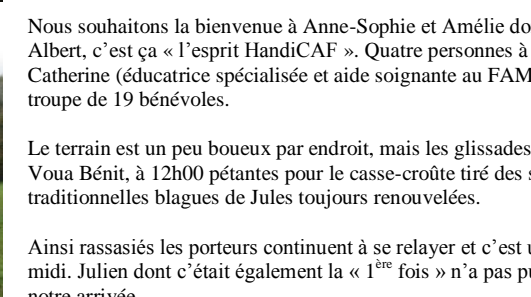 Nous souhaitons la bienvenue à Anne-Sophie et Amélie do
Albert, c’est ça « l’esprit HandiCAF ». Quatre personnes à
Catherine (éducatrice spécialisée et aide soignante au FAM
troupe de 19 bénévoles.
Le terrain est un peu boueux par endroit, mais les glissades
Voua Bénit, à 12h00 pétantes pour le casse-croûte tiré des s
traditionnelles blagues de Jules toujours renouvelées.
Ainsi rassasiés les porteurs continuent à se relayer et c’est u
midi. Julien dont c’était également la « 1ère fois » n’a pas pu
notre arrivée